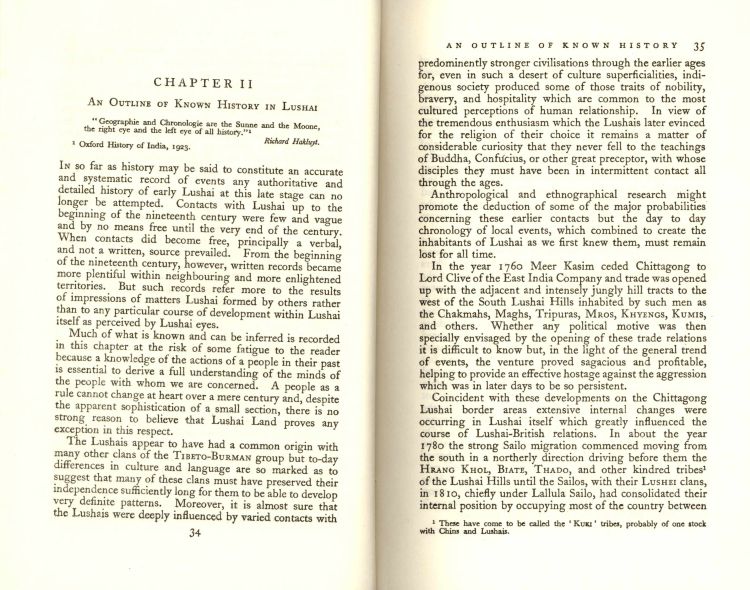 CHAPTER II
AN OUTLINE OF KNOWN HISTORY IN LUSHAI
"Geographie and Chronologie are the Sunne and the Moone,
the right eye and the left eye of all history."¹
Richard Hakluyt.
¹ Oxford History of India, 1925.
IN so far as history may be said to constitute an accurate
and systematic record of events any authoritative and
detailed history of early Lushai at this late stage can no
longer be attempted. Contacts with Lushai up to the
beginning of the nineteenth century were few and vague
and by no means free until the very end of the century.
When contacts did become free, principally a verbal,
and not a written, source prevailed. From the beginning
of the nineteenth century, however, written records became
more plentiful within neighbouring and more enlightened
territories. But such records refer more to the results
of impressions of matters Lushai formed by others rather
than to any particular course of development within Lushai
itself as perceived by Lushai eyes.
Much of what is known and can be inferred is recorded
in this chapter at the risk of some fatigue to the reader
because a knowledge of the actions of a people in their past
is essential to derive a full understanding of the minds of
the people with whom we are concerned. A people as a
rule cannot change at heart over a mere century and, despite
the apparent sophistication of a small section, there is no
strong reason to believe that Lushai Land proves any
exception in this respect.
The Lushais appear to have had a common origin with
many other clans of the TIBETO-BURMAN group but to-day
differences in culture and language are so marked as to
suggest that many of these clans must have preserved their
independence sufficiently long for them to be able to develop
very definite patterns. Moreover, it is almost sure that
the Lushais were deeply influenced by varied contacts with
34
AN OUTLINE OF KNOWN HISTORY 35
predominently stronger civilisations through the earlier ages
for, even in such a desert of culture superficialities, indi-
genous society produced some of those traits of nobility,
bravery, and hospitality which are common to the most
cultured perceptions of human relationship. In view of
the tremendous enthusiasm which the Lushais later evinced
for the religion of their choice it remains a matter of
considerable curiosity that they never fell to the teachings
of Buddha, Confucius, or other great preceptor, with whose
disciples they must have been in intermittent contact all
through the ages.
Anthropological and ethnographical research might
promote the deduction of some of the major probabilities
concerning these earlier contacts but the day to day
chronology of local events, which combined to create the
inhabitants of Lushai as we first knew them, must remain
lost for all time.
In the year 1760 Meer Kasim ceded Chittagong to
Lord Clive of the East India Company and trade was opened
up with the adjacent and intensely jungly hill tracts to the
west of the South Lushai Hills inhabited by such men as
the Chakmahs, Maghs, Tripuras, MROS, KHYENGS, KUMIS,
and others. Whether any political motive was then
specially envisaged by the opening of these trade relations
it is difficult to know but, in the light of the general trend
of events, the venture proved sagacious and profitable,
helping to provide an effective hostage against the aggression
which was in later days to be so persistent.
Coincident with these developments on the Chittagong
Lushai border areas extensive internal changes were
occurring in Lushai itself which greatly influenced the
course of Lushai-British relations. In about the year
1780 the strong Sailo migration commenced moving from
the south in a northerly direction driving before them the
HRANG KHOL, BIATE, THADO, and other kindred tribes¹
of the Lushai Hills until the Sailos, with their LUSHEI clans,
in 1810, chiefly under Lallula Sailo, had consolidated their
internal position by occupying most of the country between
¹ These have come to be called the 'KUKI' tribes, probably of one stock
with Chins and Lushais.